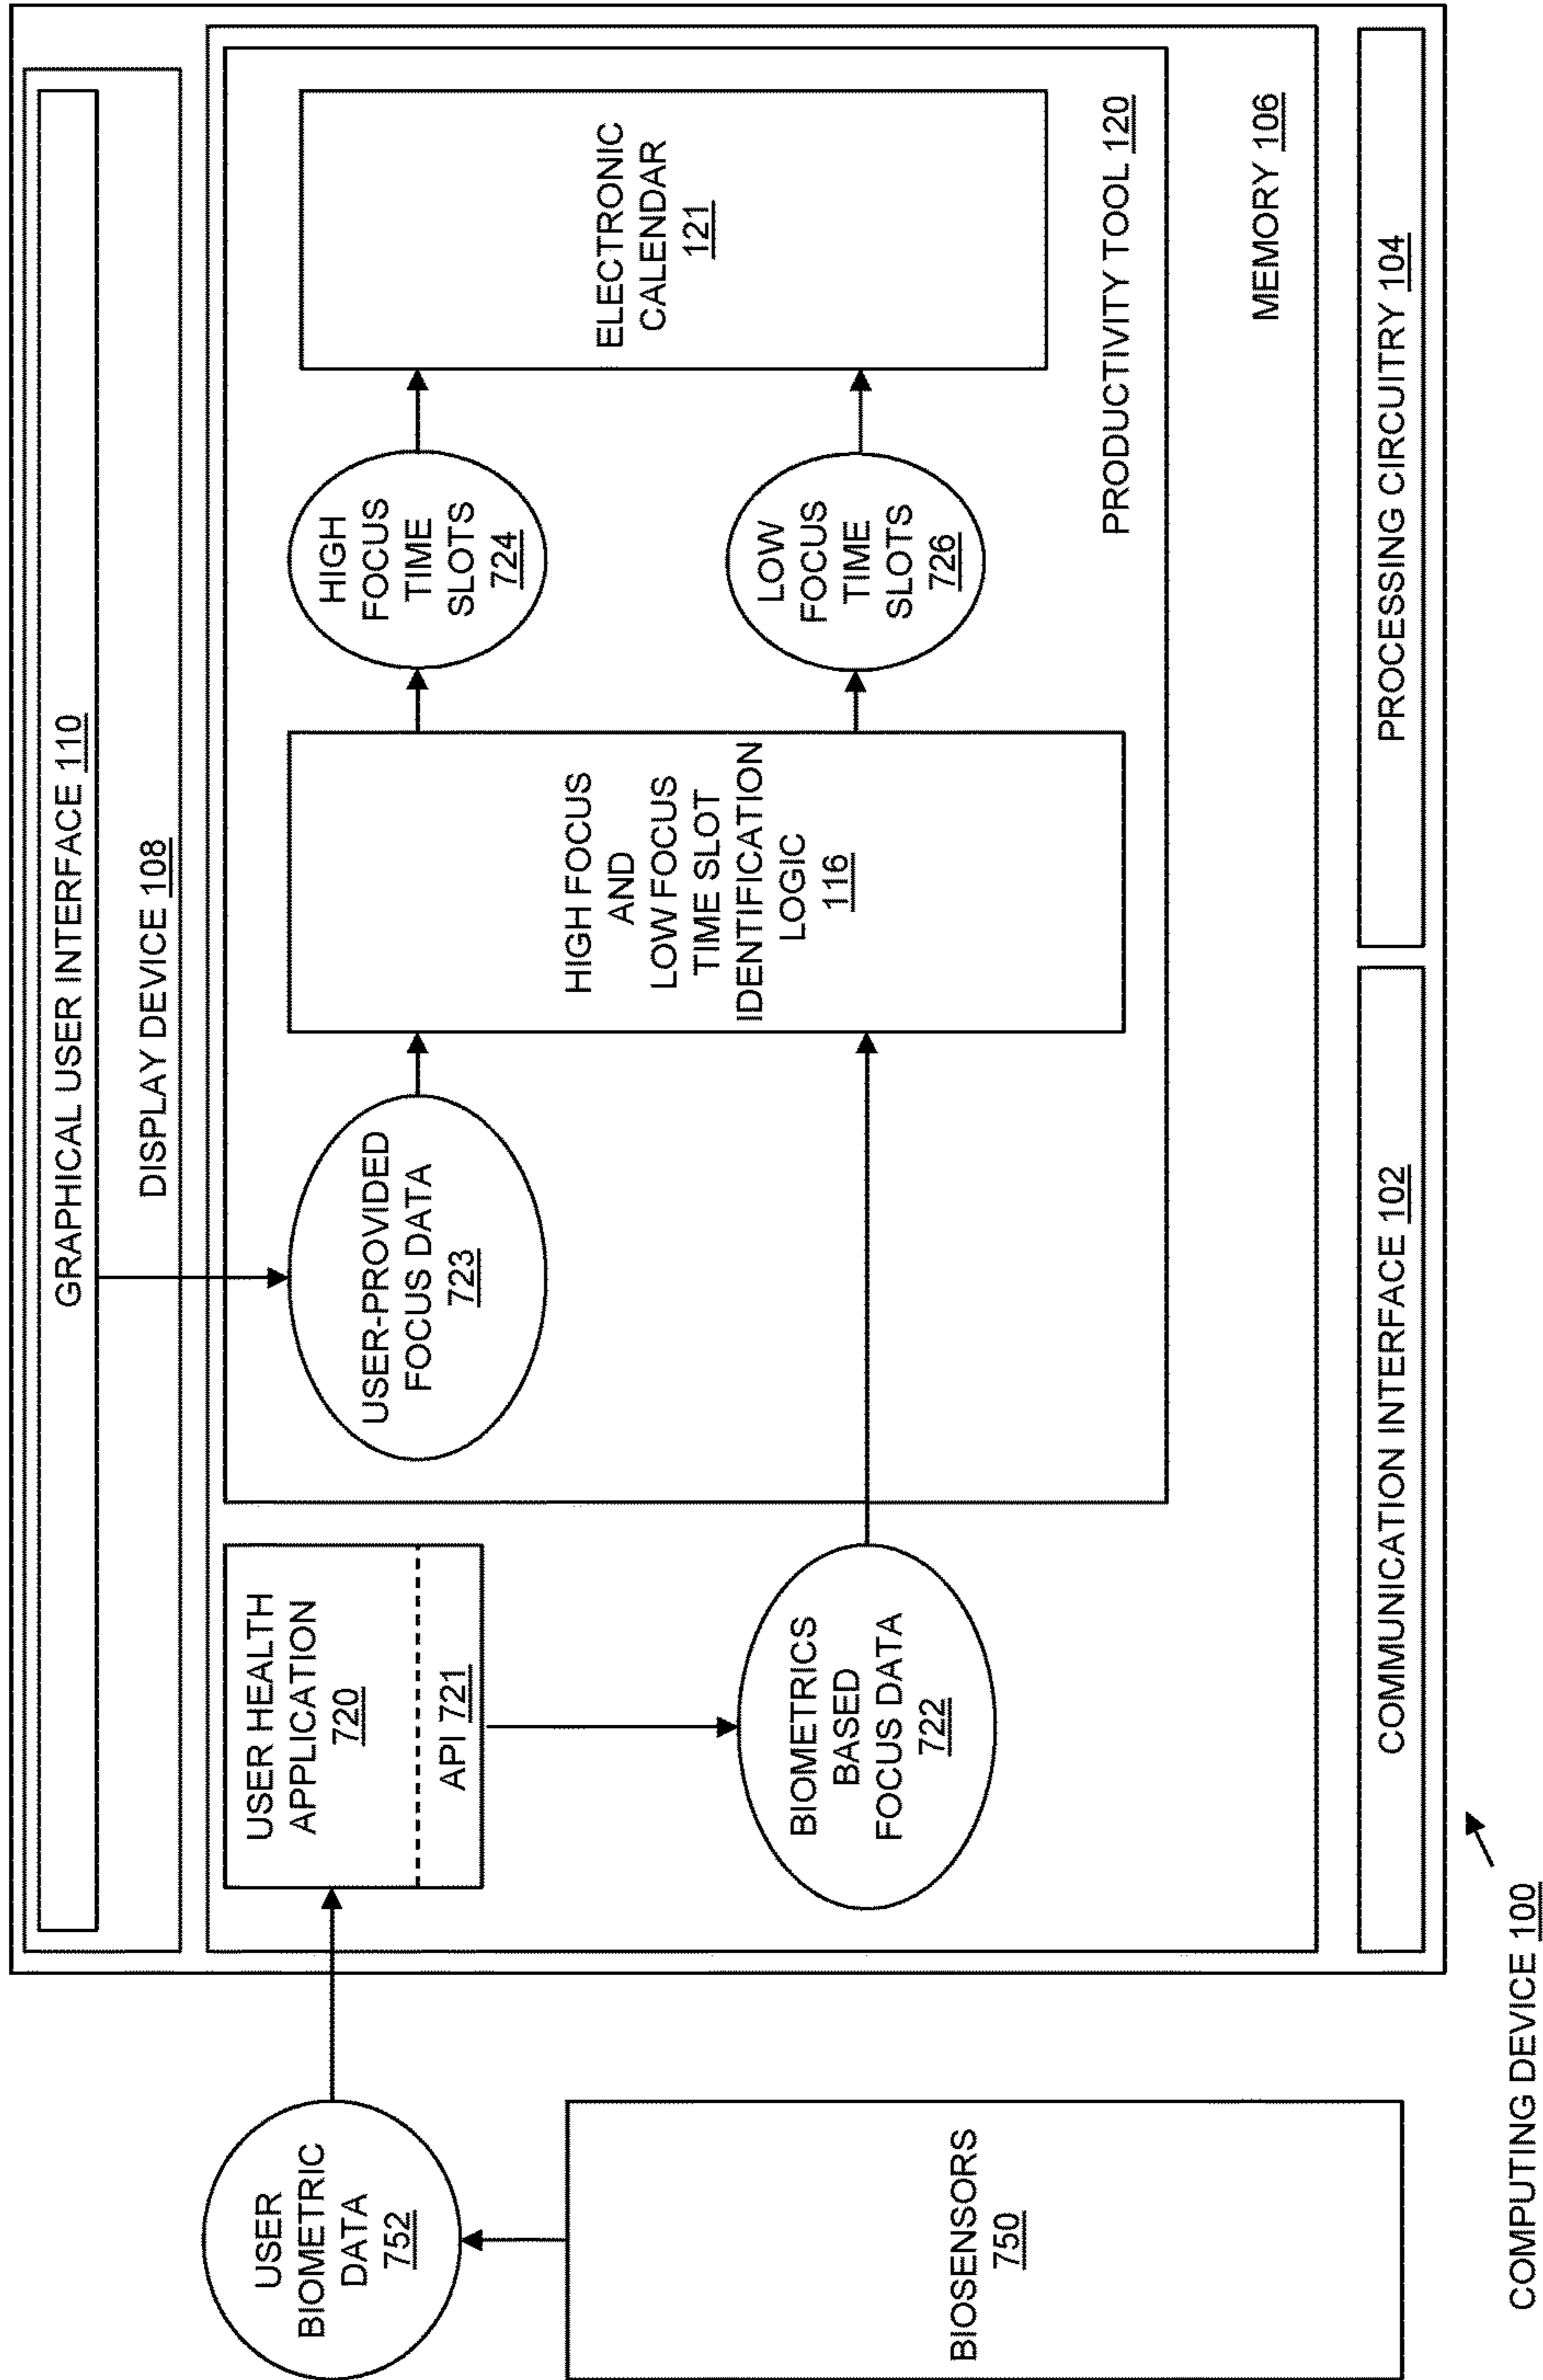 GRAPHICAL USER INTERFACE 110
DISPLAY DEVICE 108
USER
BIOMETRIC
DATA
752
BIOSENSORS
750
USER HEALTH
APPLICATION
720
API 721
BIOMETRICS
BASED
FOCUS DATA
722
USER-PROVIDED
FOCUS DATA
723
HIGH FOCUS
AND
LOW FOCUS
TIME SLOT
IDENTIFICATION
LOGIC
116
HIGH
FOCUS
TIME
SLOTS
724
LOW
FOCUS
TIME
SLOTS
726
ELECTRONIC
CALENDAR
121
PRODUCTIVITY TOOL 120
MEMORY 106
COMMUNICATION INTERFACE 102
PROCESSING CIRCUITRY 104
COMPUTING DEVICE 100